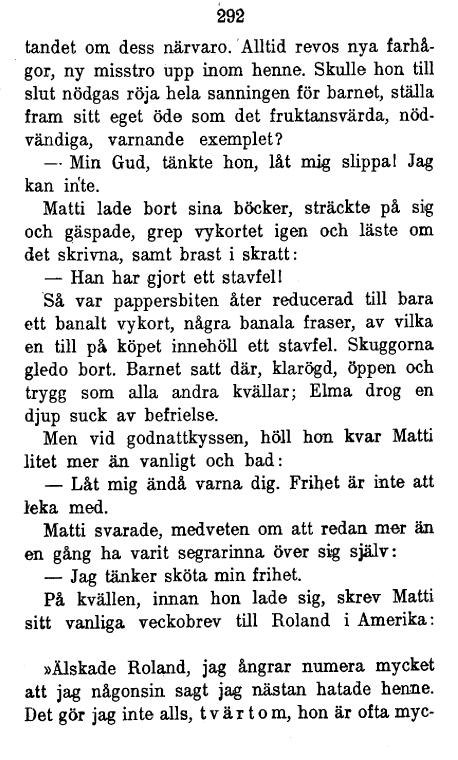 292
tandet om dess närvaro. Alltid revos nya farhå-
gor, ny misstro upp inom henne. Skulle hon till
slut nödgas röja hela sanningen för barnet, ställa
fram sitt eget öde som det fruktansvärda, nöd-
vändiga, varnande exemplet?
— Min Gud, tänkte hon, låt mig slippa! Jag
kan inte.
Matti lade bort sina böcker, sträckte på sig
och gäspade, grep vykortet igen och läste om
det skrivna, samt brast i skratt:
— Han har gjort ett stavfel!
Så var pappersbiten åter reducerad till bara
ett banalt vykort, några banala fraser, av vilka
en till på köpet innehöll ett stavfel. Skuggorna
gledo bort. Barnet satt där, klarögd, öppen och
trygg som alla andra kvällar; Elma drog en
djup suck av befrielse.
Men vid godnattkyssen, höll hon kvar Matti
litet mer än vanligt och bad:
— Låt mig ändå varna dig. Frihet är inte att
leka med.
Matti svarade, medveten om att redan mer än
en gång ha varit segrarinna över sig själv:
— Jag tänker sköta min frihet.
På kvällen, innan hon lade sig, skrev Matti
sitt vanliga veckobrev till Roland i Amerika:
»Älskade Roland, jag ångrar numera mycket
att jag någonsin sagt jag nästan hatade henne.
Det gör jag inte alls, tvärtom, hon är ofta myc-